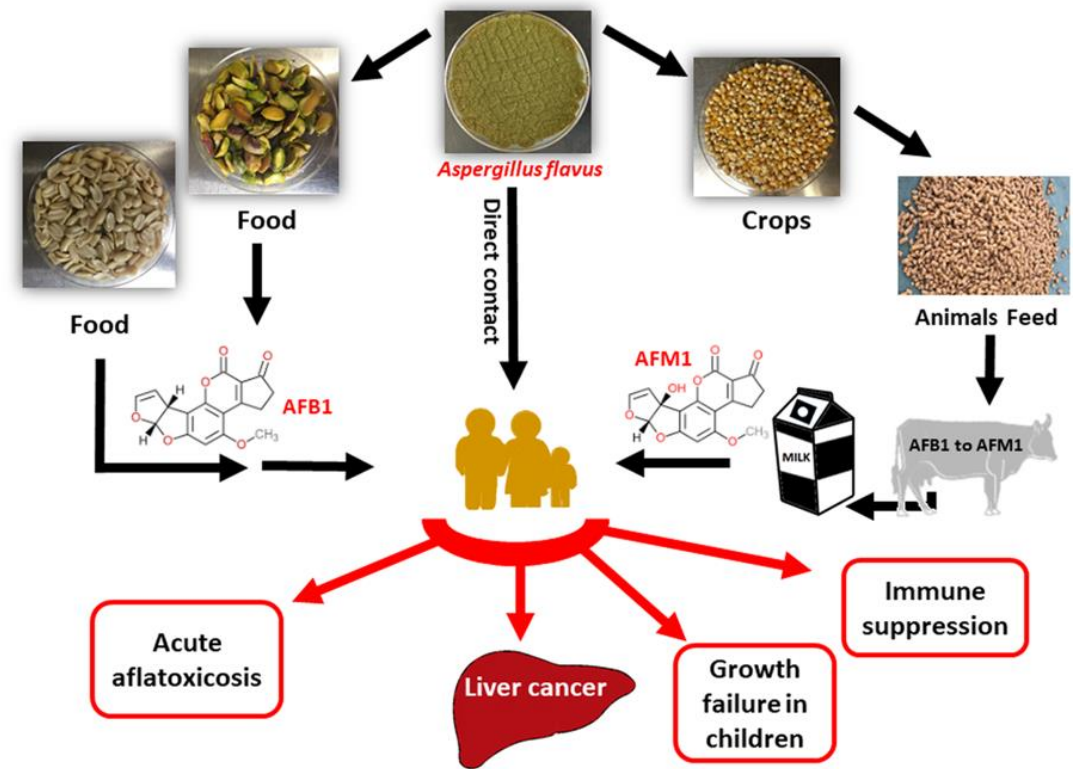 Aspergillus flavus
Food
Crops
Food
Direct contact
Animals Feed
AFB1
O
O
O
H
O
H
O
O
CH3
AFM1
O
O
OH
O
O
H
O
O
CH3
MILK
AFB1 to AFM1
Acute
aflatoxicosis
Liver cancer
Growth
failure in
children
Immune
suppression